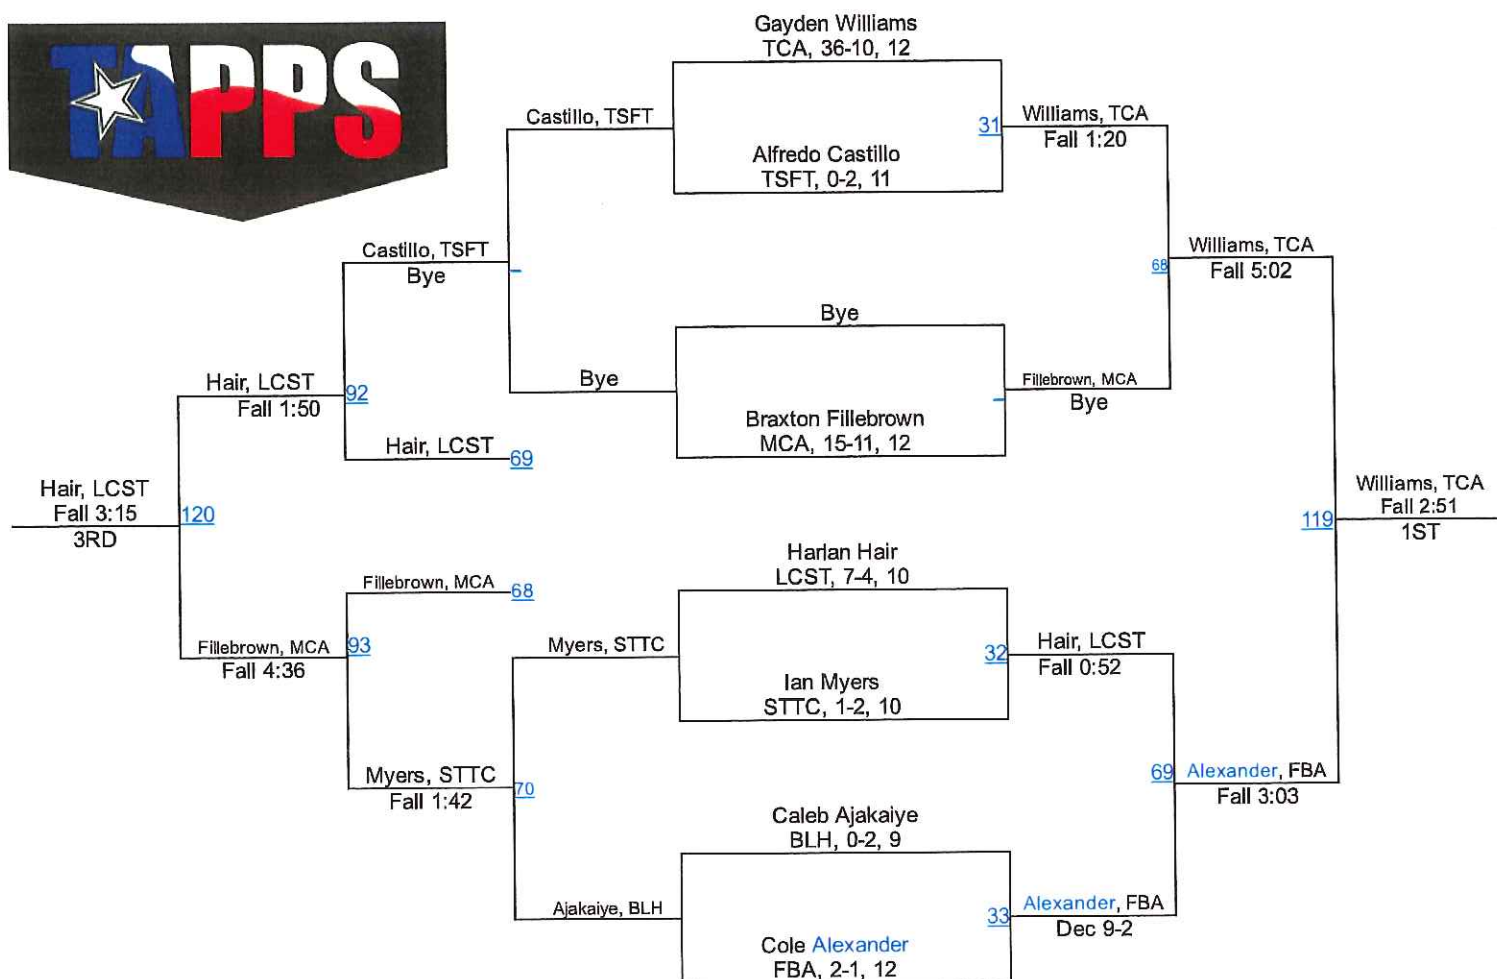 TAPPS
Gayden Williams
TCA, 36-10, 12
Castillo, TSFT
31
Williams, TCA
Fall 1:20
Alfredo Castillo
TSFT, 0-2, 11
Castillo, TSFT
Bye
68
Williams, TCA
Fall 5:02
Bye
Bye
Fillebrown, MCA
Bye
Hair, LCST
Fall 1:50
92
Braxton Fillebrown
MCA, 15-11, 12
Hair, LCST
69
Hair, LCST
Fall 3:15
3RD
120
119
Williams, TCA
Fall 2:51
1ST
Harlan Hair
LCST, 7-4, 10
Fillebrown, MCA
68
Fillebrown, MCA
Fall 4:36
93
Myers, STTC
32
Hair, LCST
Fall 0:52
Ian Myers
STTC, 1-2, 10
Myers, STTC
Fall 1:42
70
69
Alexander, FBA
Fall 3:03
Caleb Ajakaiye
BLH, 0-2, 9
Ajakaiye, BLH
33
Alexander, FBA
Dec 9-2
Cole Alexander
FBA, 2-1, 12